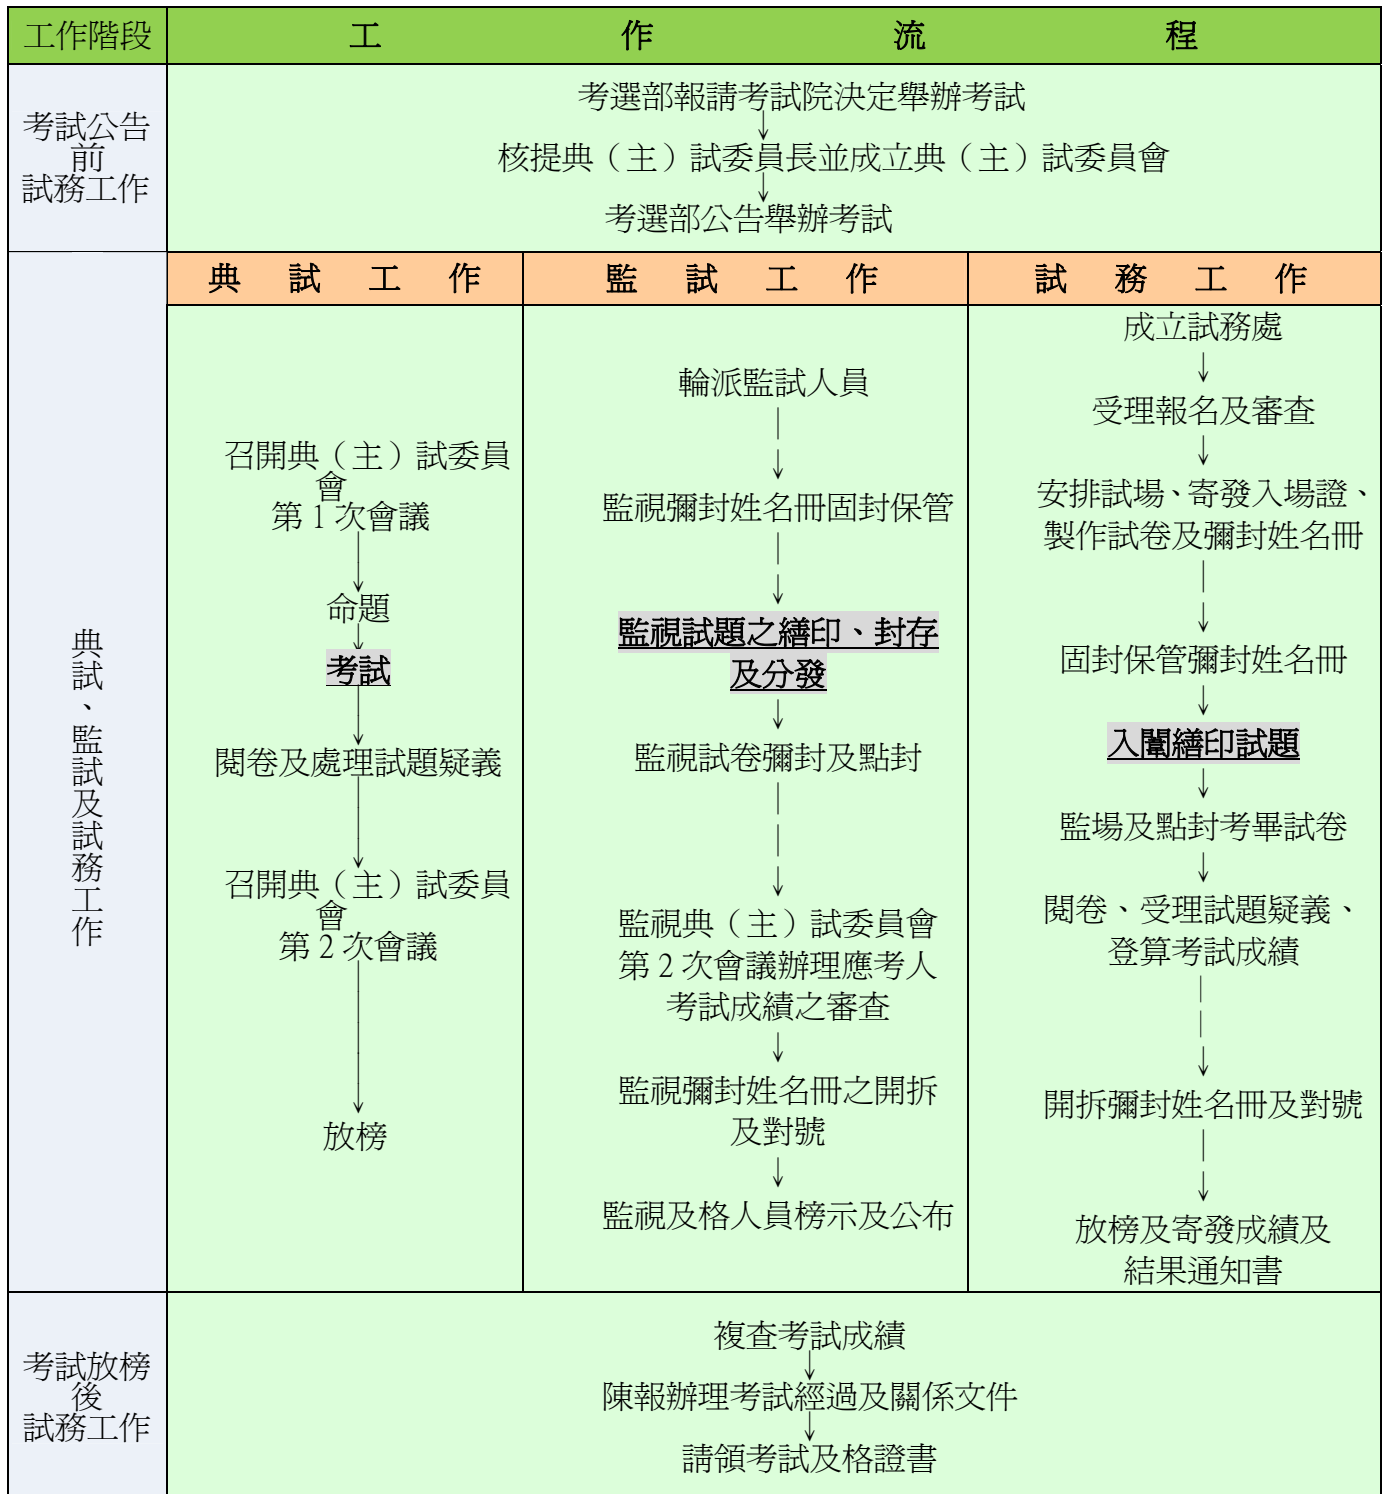 工作階段
工作流程
考試公告
前
試務工作
考選部報請考試院決定舉辦考試
核提典（主）試委員長並成立典（主）試委員會
考選部公告舉辦考試
典試、監試及試務工作
典試工作
召開典（主）試委員
會
第1次會議
命題
考試
閱卷及處理試題疑義
召開典（主）試委員
會
第2次會議
放榜
監試工作
輪派監試人員
監視彌封姓名冊固封保管
監視試題之繕印、封存
及分發
監視試卷彌封及點封
監視典（主）試委員會
第2次會議辦理應考人
考試成績之審查
監視彌封姓名冊之開拆
及對號
監視及格人員榜示及公布
試務工作
成立試務處
受理報名及審查
安排試場、寄發入場證、
製作試卷及彌封姓名冊
固封保管彌封姓名冊
入闈繕印試題
監場及點封考畢試卷
閱卷、受理試題疑義、
登算考試成績
開拆彌封姓名冊及對號
放榜及寄發成績及
結果通知書
考試放榜
後
試務工作
複查考試成績
陳報辦理考試經過及關係文件
請領考試及格證書